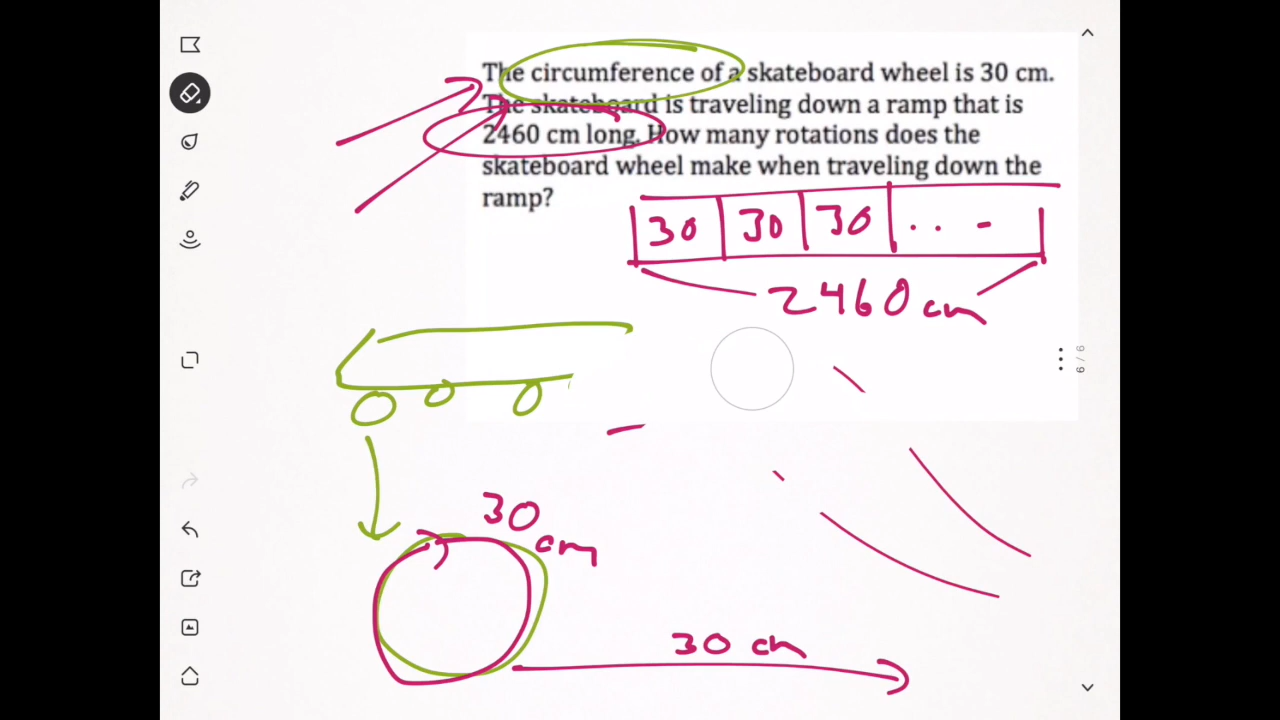 The circumference of a skateboard wheel is 30 cm.
The skateboard is traveling down a ramp that is
2460 cm long. How many rotations does the
skateboard wheel make when traveling down the
ramp?
30 30 30 . . -
2460 cm
9 / 9
30
cm
30 cm